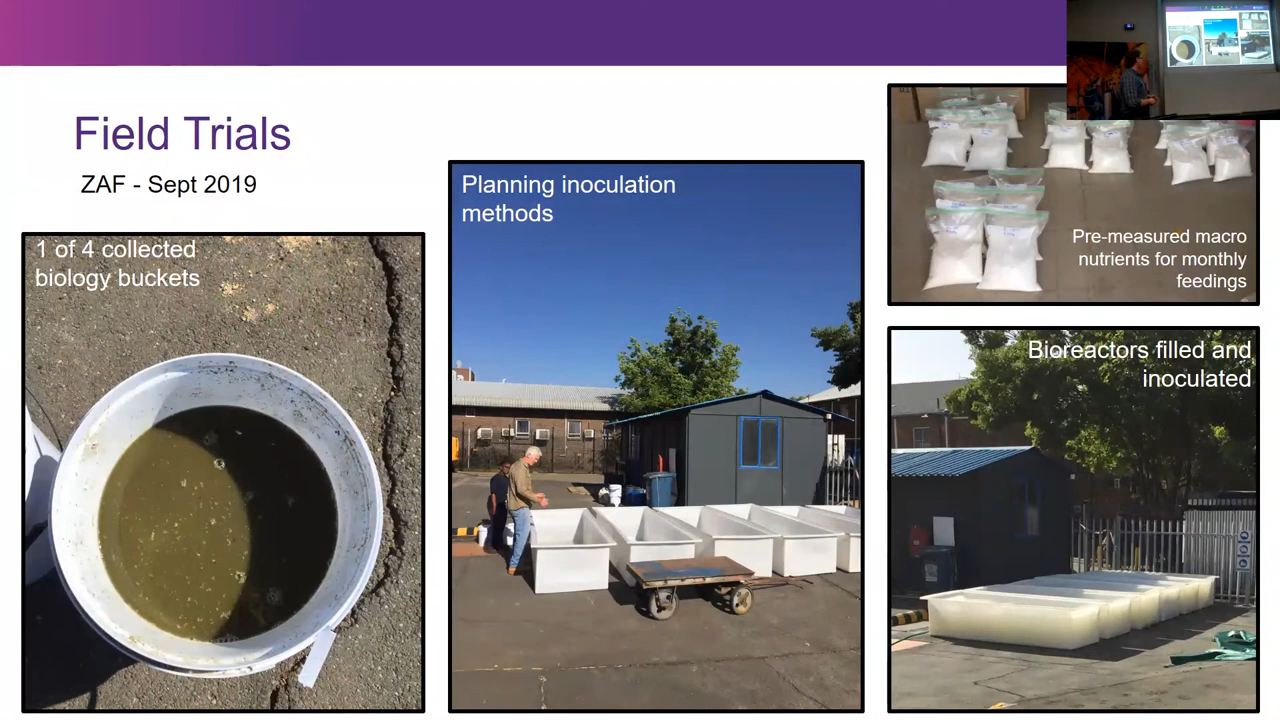 Field Trials
ZAF - Sept 2019
1 of 4 collected
biology buckets
Planning inoculation
methods
Pre-measured macro
nutrients for monthly
feedings
Bioreactors filled and
inoculated